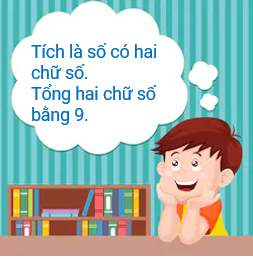 Tích là số có hai
chữ số.
Tổng hai chữ số
bằng 9.